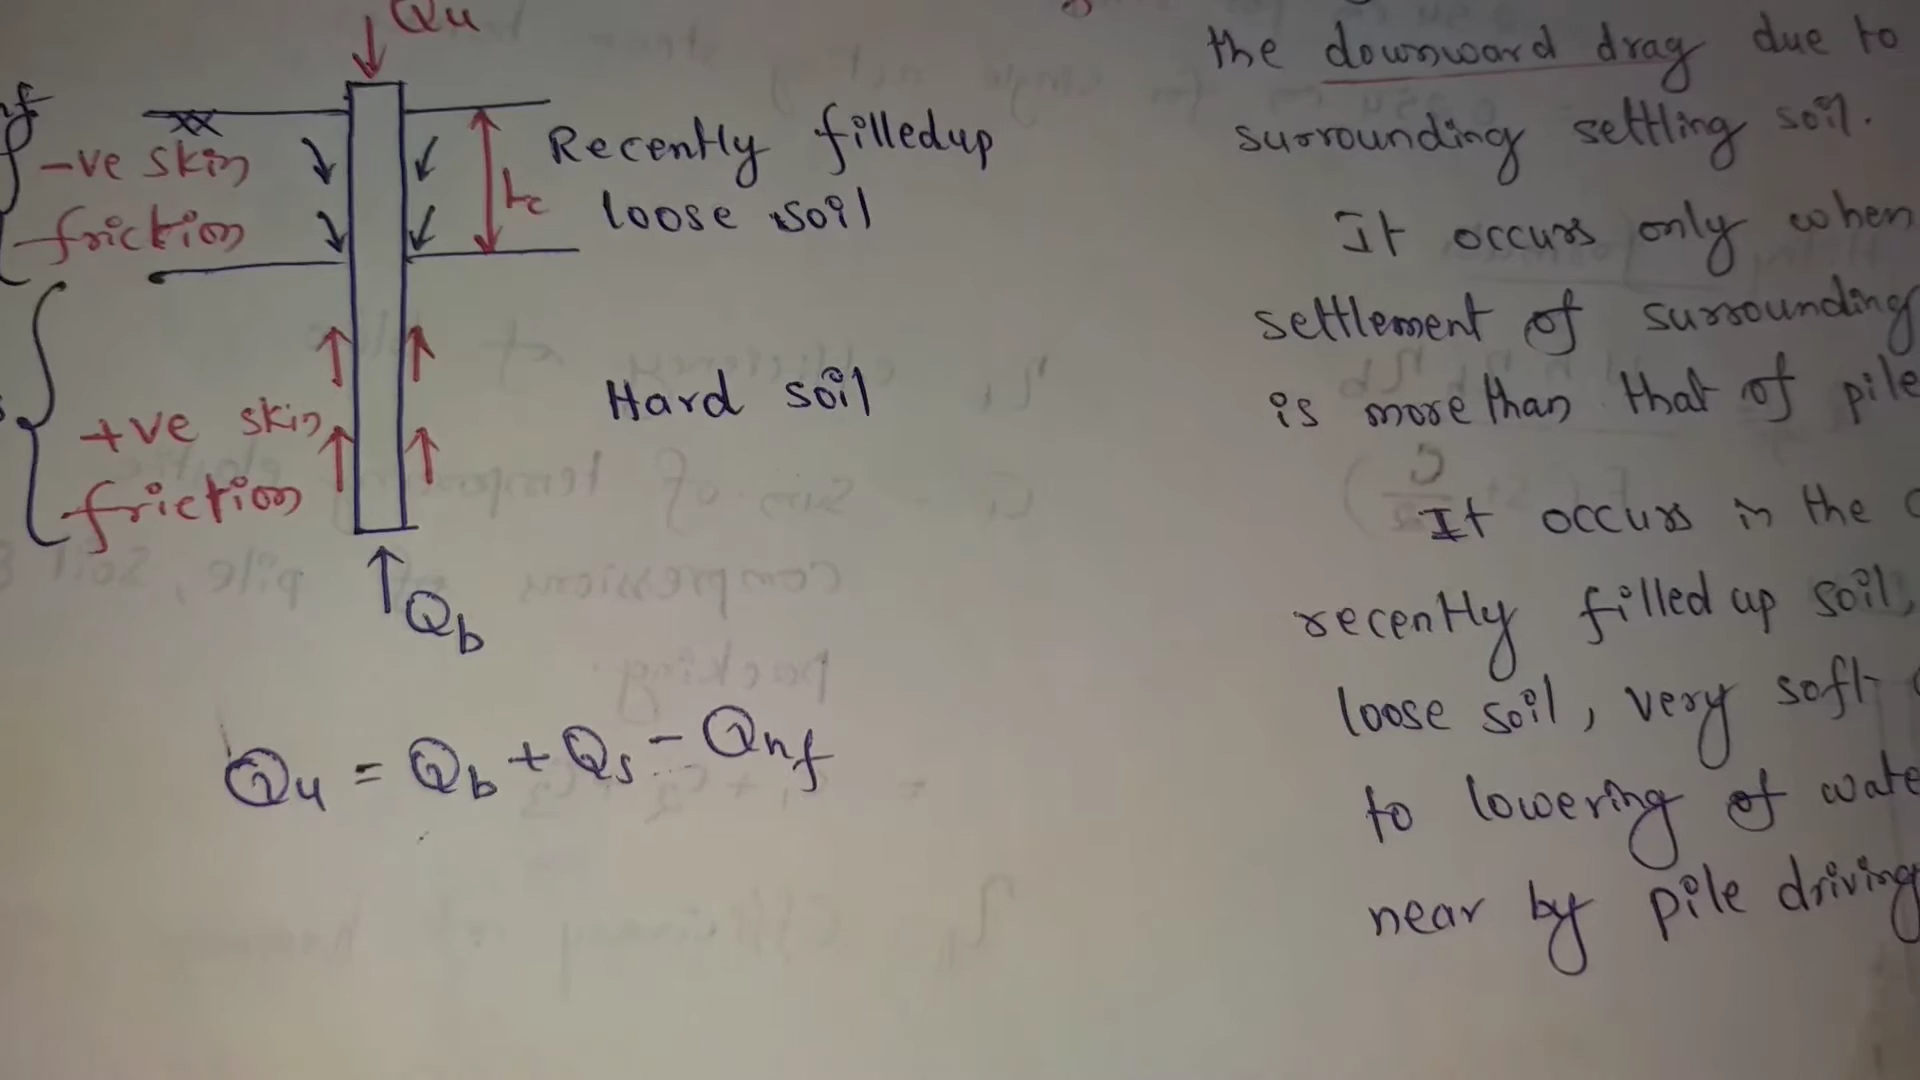 Qu
nf
-ve skin
friction
Recently filledup
loose soil
Lc
+ve skin
friction
Hard soil
Qb
Qu = Qb + Qs - Qnf
the downward drag due to
surrounding settling soil.
It occurs only when
settlement of surrounding
is more than that of pile
It occurs in the
recently filled up soil,
loose soil, very soft
to lowering of wate
near by pile driving